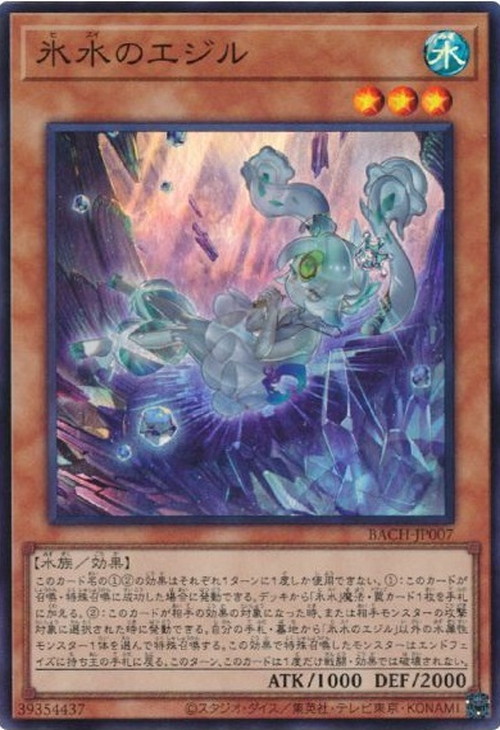 氷水のエジル
水
BACH-JP007
【水族／効果】
このカード名の①②の効果はそれぞれ1ターンに1度しか使用できない。①：このカードが
召喚・特殊召喚に成功した場合に発動できる。デッキから「氷水」魔法・罠カード1枚を手札
に加える。②：このカードが相手の効果の対象になった時、または相手モンスターの攻撃
対象に選択された時に発動できる。自分の手札・墓地から「氷水のエジル」以外の水属性
モンスター1体を選んで特殊召喚する。この効果で特殊召喚したモンスターはエンドフェ
イズに持ち主の手札に戻る。このターン、このカードは1度だけ戦闘・効果では破壊されない。
ATK/1000 DEF/2000
39354437
©スタジオ・ダイス／集英社・テレビ東京・KONAMI